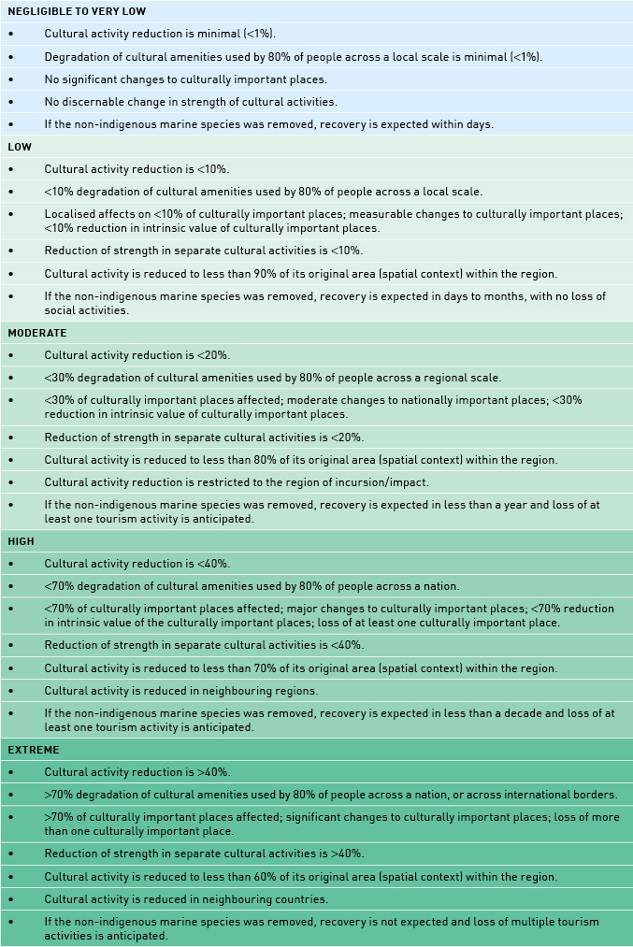 NEGLIGIBLE TO VERY LOW
• Cultural activity reduction is minimal (<1%).
• Degradation of cultural amenities used by 80% of people across a local scale is minimal (<1%).
• No significant changes to culturally important places.
• No discernable change in strength of cultural activities.
• If the non-indigenous marine species was removed, recovery is expected within days.
LOW
• Cultural activity reduction is <10%.
• <10% degradation of cultural amenities used by 80% of people across a local scale.
• Localised affects on <10% of culturally important places; measurable changes to culturally important places;
<10% reduction in intrinsic value of culturally important places.
• Reduction of strength in separate cultural activities is <10%.
• Cultural activity is reduced to less than 90% of its original area (spatial context) within the region.
• If the non-indigenous marine species was removed, recovery is expected in days to months, with no loss of
social activities.
MODERATE
• Cultural activity reduction is <20%.
• <30% degradation of cultural amenities used by 80% of people across a regional scale.
• <30% of culturally important places affected; moderate changes to nationally important places; <30%
reduction in intrinsic value of culturally important places.
• Reduction of strength in separate cultural activities is <20%.
• Cultural activity is reduced to less than 80% of its original area (spatial context) within the region.
• Cultural activity reduction is restricted to the region of incursion/impact.
• If the non-indigenous marine species was removed, recovery is expected in less than a year and loss of at
least one tourism activity is anticipated.
HIGH
• Cultural activity reduction is <40%.
• <70% degradation of cultural amenities used by 80% of people across a nation.
• <70% of culturally important places affected; major changes to culturally important places; <70% reduction
in intrinsic value of the culturally important places; loss of at least one culturally important place.
• Reduction of strength in separate cultural activities is <40%.
• Cultural activity is reduced to less than 70% of its original area (spatial context) within the region.
• Cultural activity is reduced in neighbouring regions.
• If the non-indigenous marine species was removed, recovery is expected in less than a decade and loss of at
least one tourism activity is anticipated.
EXTREME
• Cultural activity reduction is >40%.
• >70% degradation of cultural amenities used by 80% of people across a nation, or across international borders.
• >70% of culturally important places affected; significant changes to culturally important places; loss of more
than one culturally important place.
• Reduction of strength in separate cultural activities is >40%.
• Cultural activity is reduced to less than 60% of its original area (spatial context) within the region.
• Cultural activity is reduced in neighbouring countries.
• If the non-indigenous marine species was removed, recovery is not expected and loss of multiple tourism
activities is anticipated.